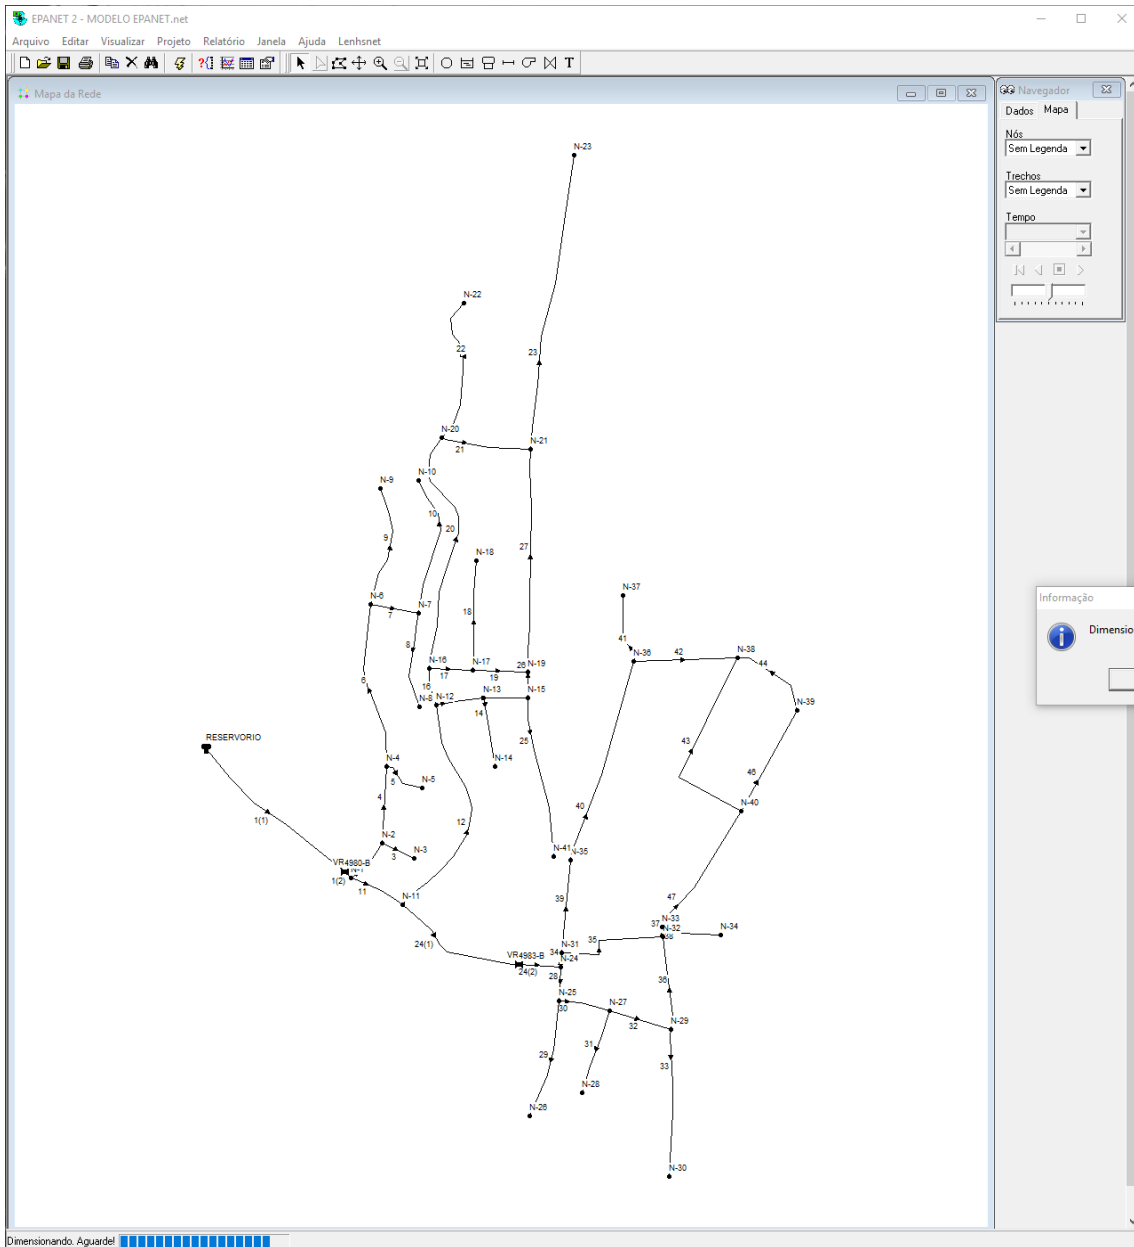 EPANET 2 - MODELO EPANET.net
Arquivo Editar Visualizar Projeto Relatório Janela Ajuda Lenhsnet
Mapa da Rede
Navegador
Dados Mapa
Nós
Sem Legenda
Trechos
Sem Legenda
Tempo
N-23
N-22
22
23
N-20
N-21
21
N-10
N-9
10
20
9
27
N-18
N-37
Informação
N-6
7
N-7
18
Dimensio
41
8
N-16
N-17
26
N-19
N-36
42
N-38
17
19
44
6
16
N-8
N-12
N-13
N-15
14
N-39
25
43
RESERVORIO
N-4
N-14
46
5
N-5
4
N-40
40
1(1)
12
N-2
3
N-3
N-41
N-35
VR4980-B
N-1
1(2)
11
N-11
47
39
24(1)
N-33
37
N-32
N-34
38
N-31
35
34
VR4983-B
N-24
24(2)
28
36
N-25
30
N-27
32
N-29
29
31
33
N-28
N-26
N-30
Dimensionando. Aguarde!